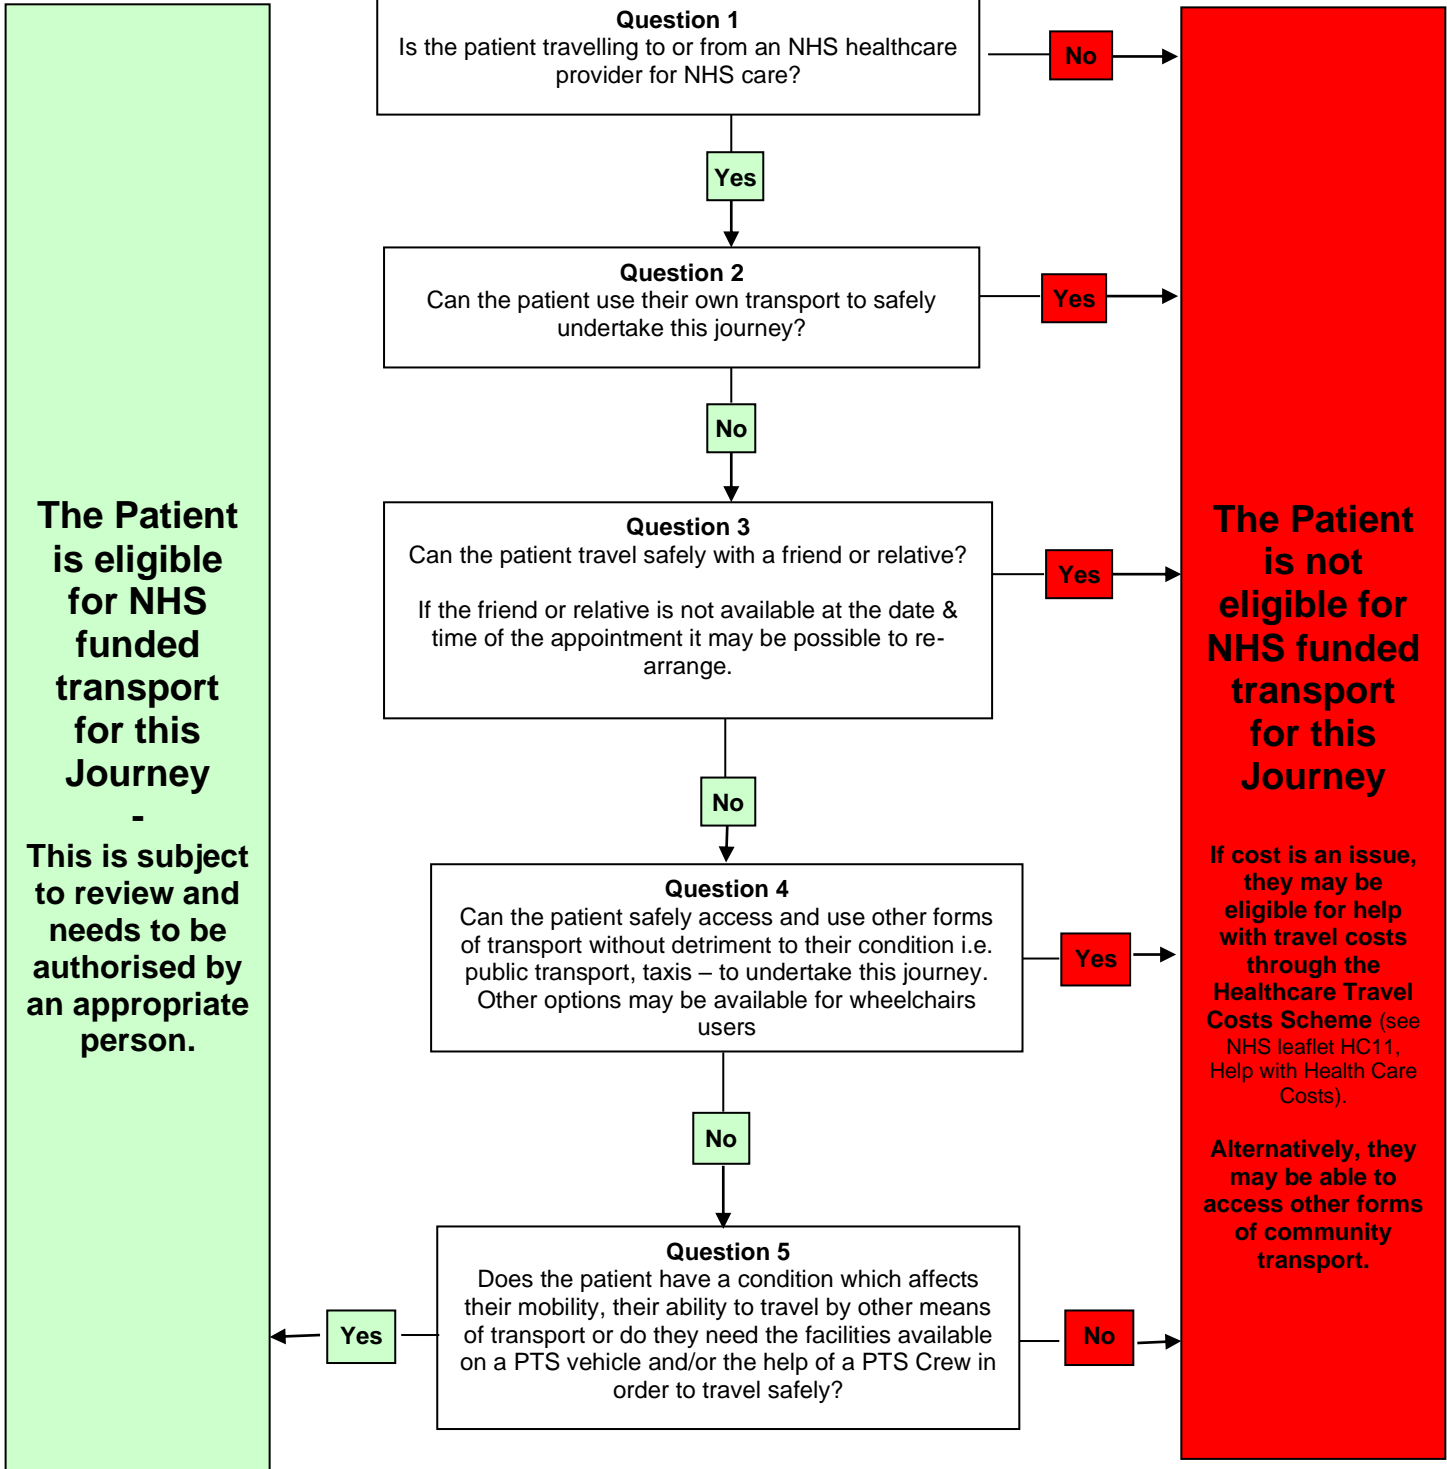 Question 1
Is the patient travelling to or from an NHS healthcare
provider for NHS care?
No
Yes
Question 2
Can the patient use their own transport to safely
undertake this journey?
Yes
No
Question 3
Can the patient travel safely with a friend or relative?
If the friend or relative is not available at the date &
time of the appointment it may be possible to re-
arrange.
Yes
No
Question 4
Can the patient safely access and use other forms
of transport without detriment to their condition i.e.
public transport, taxis – to undertake this journey.
Other options may be available for wheelchairs
users
Yes
No
Question 5
Does the patient have a condition which affects
their mobility, their ability to travel by other means
of transport or do they need the facilities available
on a PTS vehicle and/or the help of a PTS Crew in
order to travel safely?
Yes
No
The Patient
is eligible
for NHS
funded
transport
for this
Journey
-
This is subject
to review and
needs to be
authorised by
an appropriate
person.
The Patient
is not
eligible for
NHS funded
transport
for this
Journey
If cost is an issue,
they may be
eligible for help
with travel costs
through the
Healthcare Travel
Costs Scheme (see
NHS leaflet HC11,
Help with Health Care
Costs).
Alternatively, they
may be able to
access other forms
of community
transport.